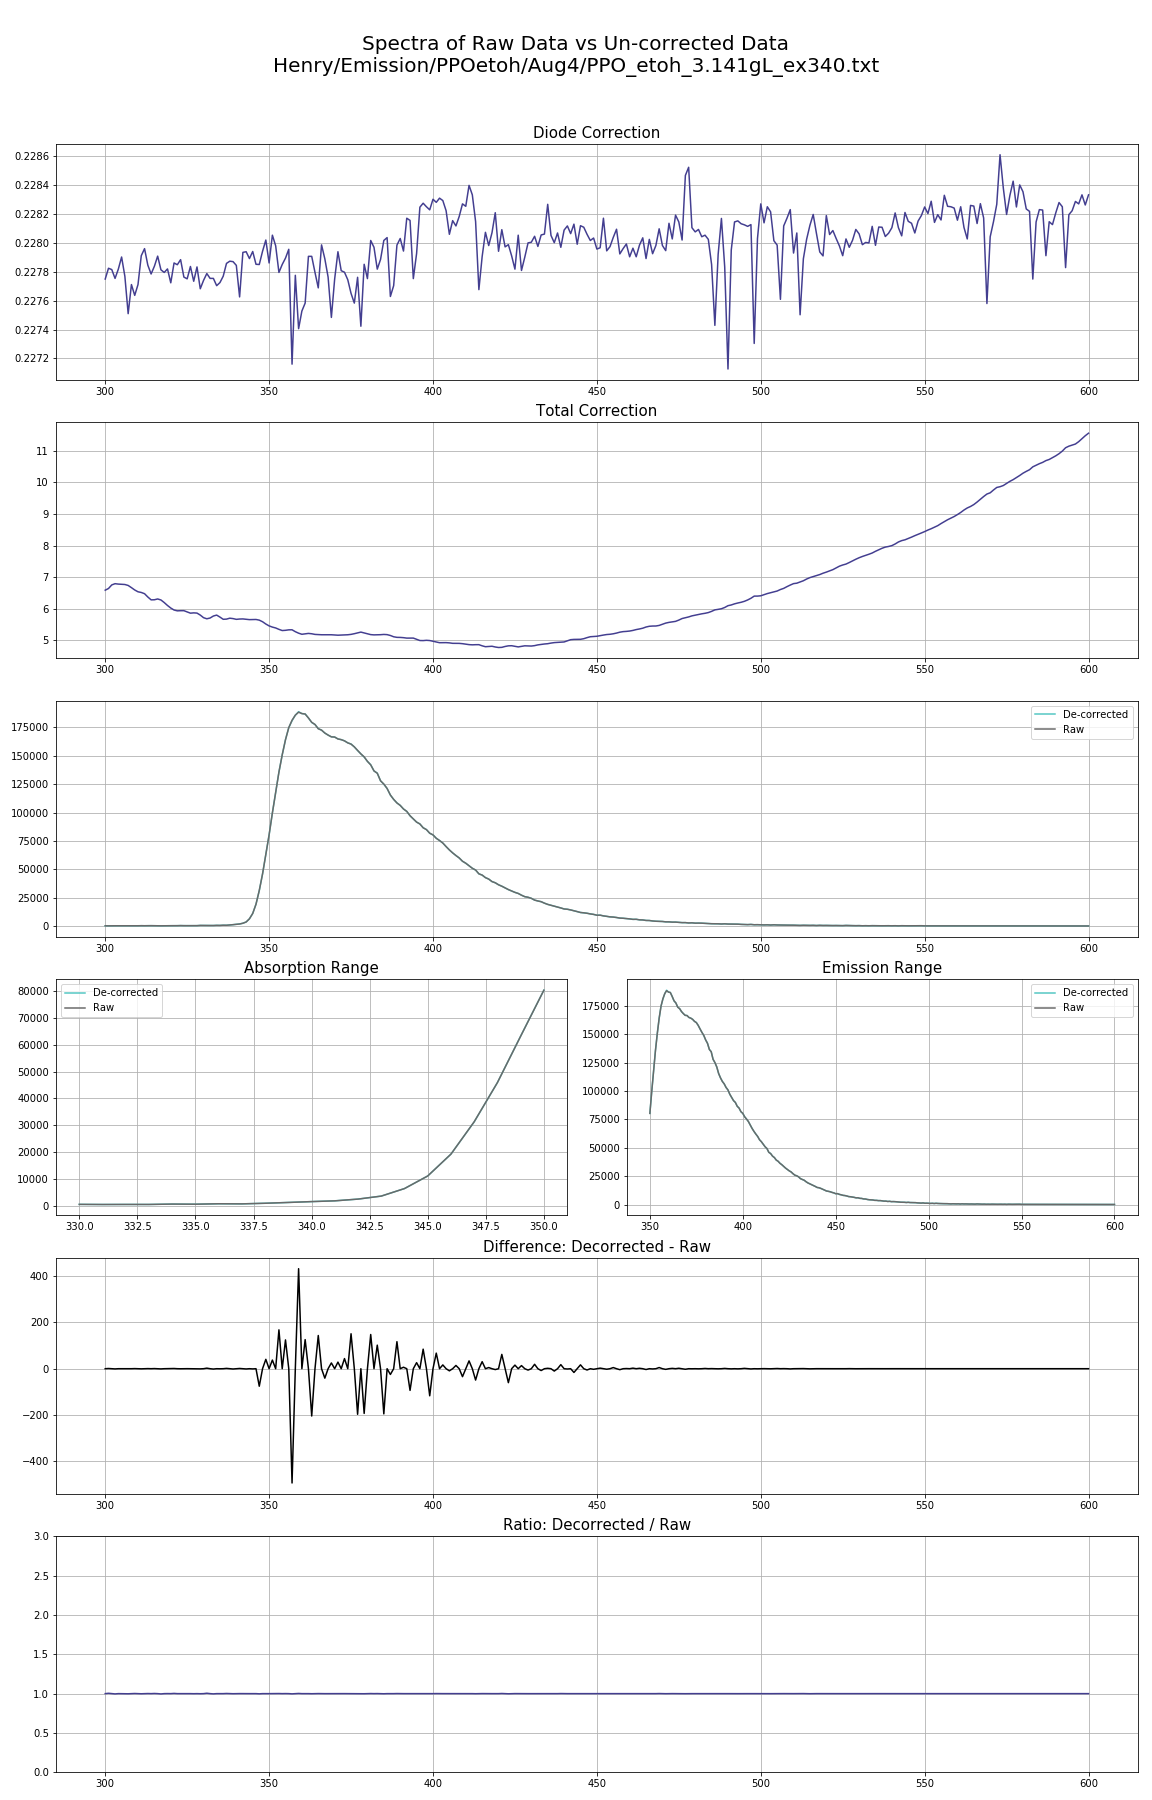 Spectra of Raw Data vs Un-corrected Data
Henry/Emission/PPOetoh/Aug4/PPO_etoh_3.141gL_ex340.txt
Diode Correction
0.2286
0.2284
0.2282
0.2280
0.2278
0.2276
0.2274
0.2272
300 350 400 450 500 550 600
Total Correction
11
10
9
8
7
6
5
300 350 400 450 500 550 600
De-corrected
Raw
175000
150000
125000
100000
75000
50000
25000
0
300 350 400 450 500 550 600
Absorption Range
De-corrected
Raw
80000
70000
60000
50000
40000
30000
20000
10000
0
330.0 332.5 335.0 337.5 340.0 342.5 345.0 347.5 350.0
Emission Range
De-corrected
Raw
175000
150000
125000
100000
75000
50000
25000
0
350 400 450 500 550 600
Difference: Decorrected - Raw
400
200
0
−200
−400
300 350 400 450 500 550 600
Ratio: Decorrected / Raw
3.0
2.5
2.0
1.5
1.0
0.5
0.0
300 350 400 450 500 550 600